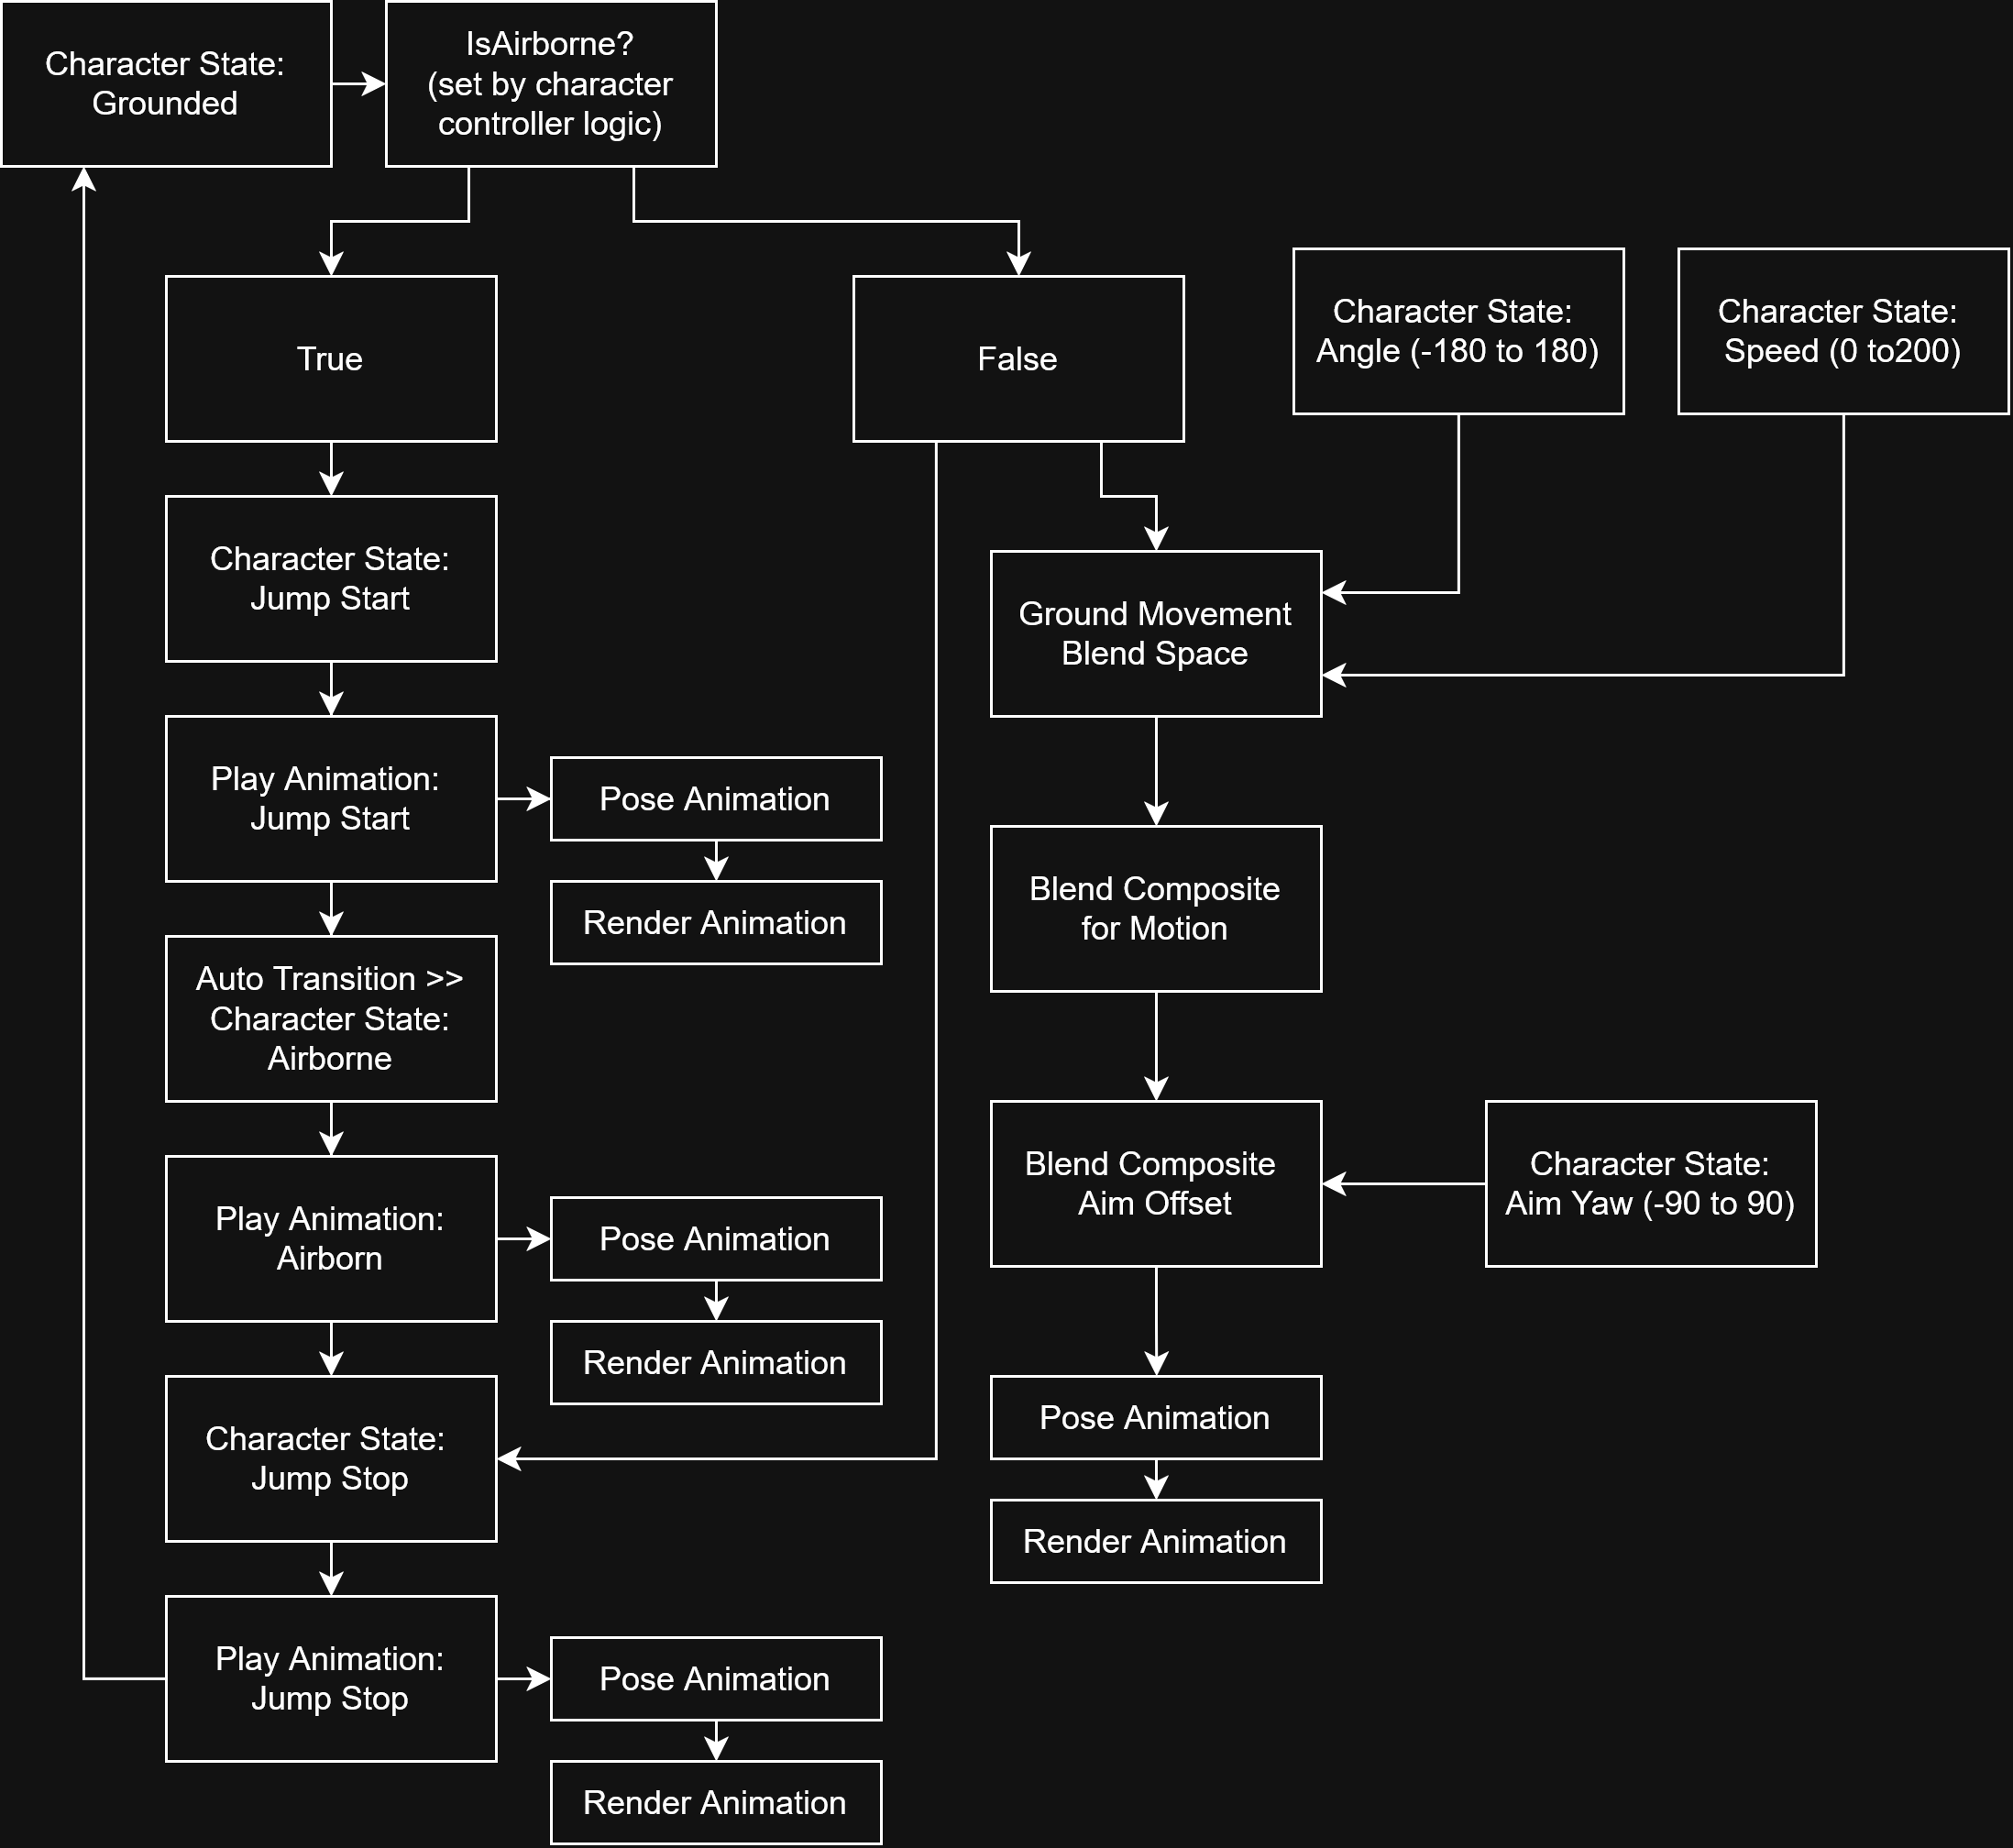 Character State:
Grounded
IsAirborne?
(set by character
controller logic)
True
False
Character State:
Angle (-180 to 180)
Character State:
Speed (0 to200)
Character State:
Jump Start
Ground Movement
Blend Space
Play Animation:
Jump Start
Pose Animation
Render Animation
Blend Composite
for Motion
Auto Transition >>
Character State:
Airborne
Blend Composite
Aim Offset
Character State:
Aim Yaw (-90 to 90)
Play Animation:
Airborn
Pose Animation
Render Animation
Character State:
Jump Stop
Pose Animation
Render Animation
Play Animation:
Jump Stop
Pose Animation
Render Animation